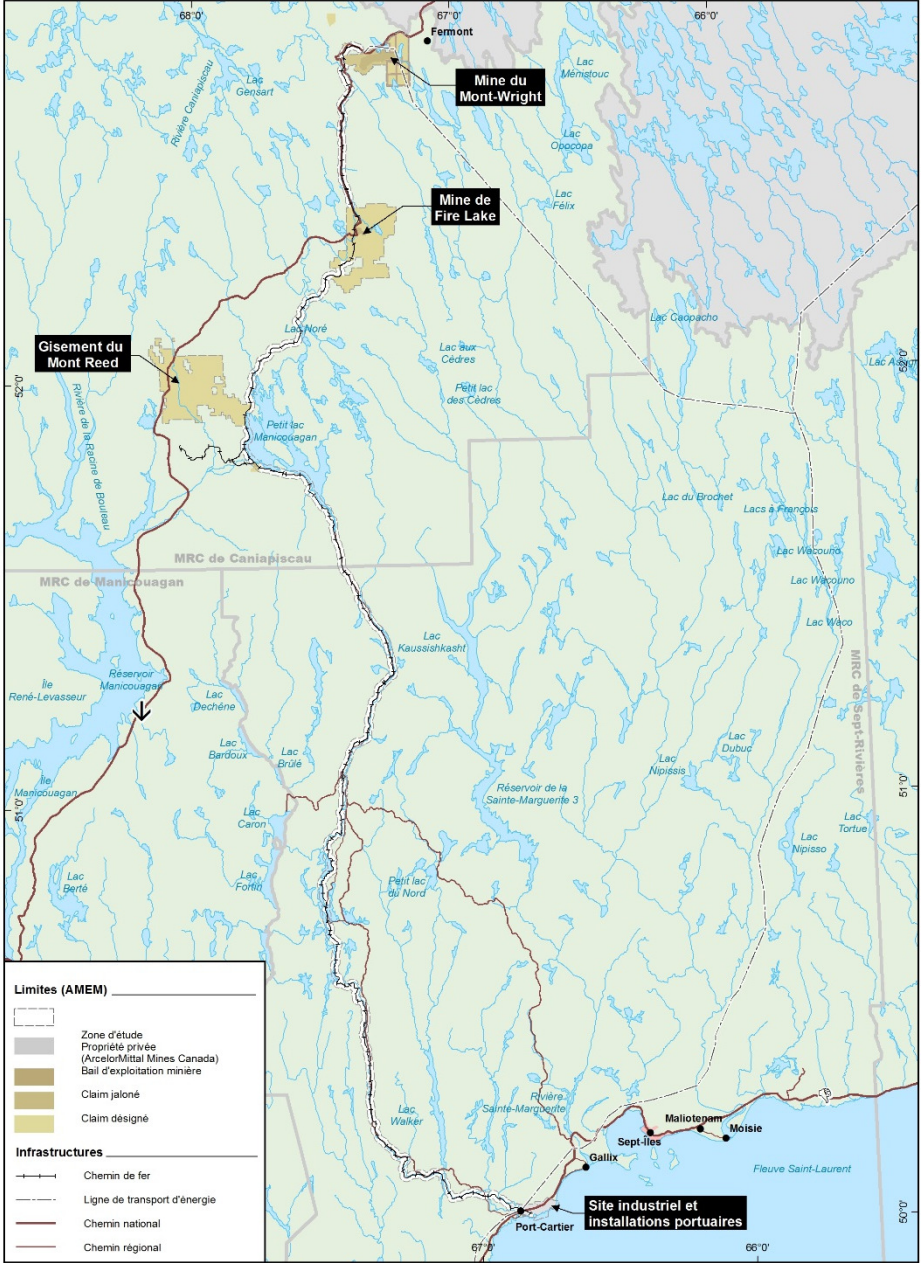 68°0'
67°0'
66°0'
Fermont
Lac
Gensart
Rivière Caniapiscau
Mine du
Mont-Wright
Lac
Ménistouc
Lac
Opocopa
Lac
Félix
Mine de
Fire Lake
Lac Noré
Lac Caopacho
Gisement du
Mont Reed
Lac aux
Cèdres
Petit lac
des Cèdres
52°0'
52°0'
Rivière de la Racine de Bouleau
Petit lac
Manicouagan
Lac du Brochet
Lacs à François
Lac Wacouno
Lac Wacouno
Lac Waco
MRC de Caniapiscau
MRC de Manicouagan
MRC de Sept-Rivières
Lac
Kaussishkasht
Île
René-Levasseur
Réservoir
Manicouagan
Lac
Dechêne
Lac
Bardoux
Lac
Brûlé
Lac
Dubuc
Lac
Nipissis
Île
Manicouagan
Réservoir de la
Sainte-Marguerite 3
51°0'
51°0'
Lac
Caron
Lac
Tortue
Lac
Nipisso
Lac
Berté
Lac
Fortin
Petit lac
du Nord
Limites (AMEM)
Zone d'étude
Propriété privée
(ArcelorMittal Mines Canada)
Bail d'exploitation minière
Claim jaloné
Claim désigné
Infrastructures
Chemin de fer
Ligne de transport d'énergie
Chemin national
Chemin régional
Lac
Walker
Rivière
Sainte-Marguerite
Maliotenam
Sept-Iles
Moisie
Gallix
Fleuve Saint-Laurent
Site industriel et
installations portuaires
Port-Cartier
50°0'
67°0'
66°0'